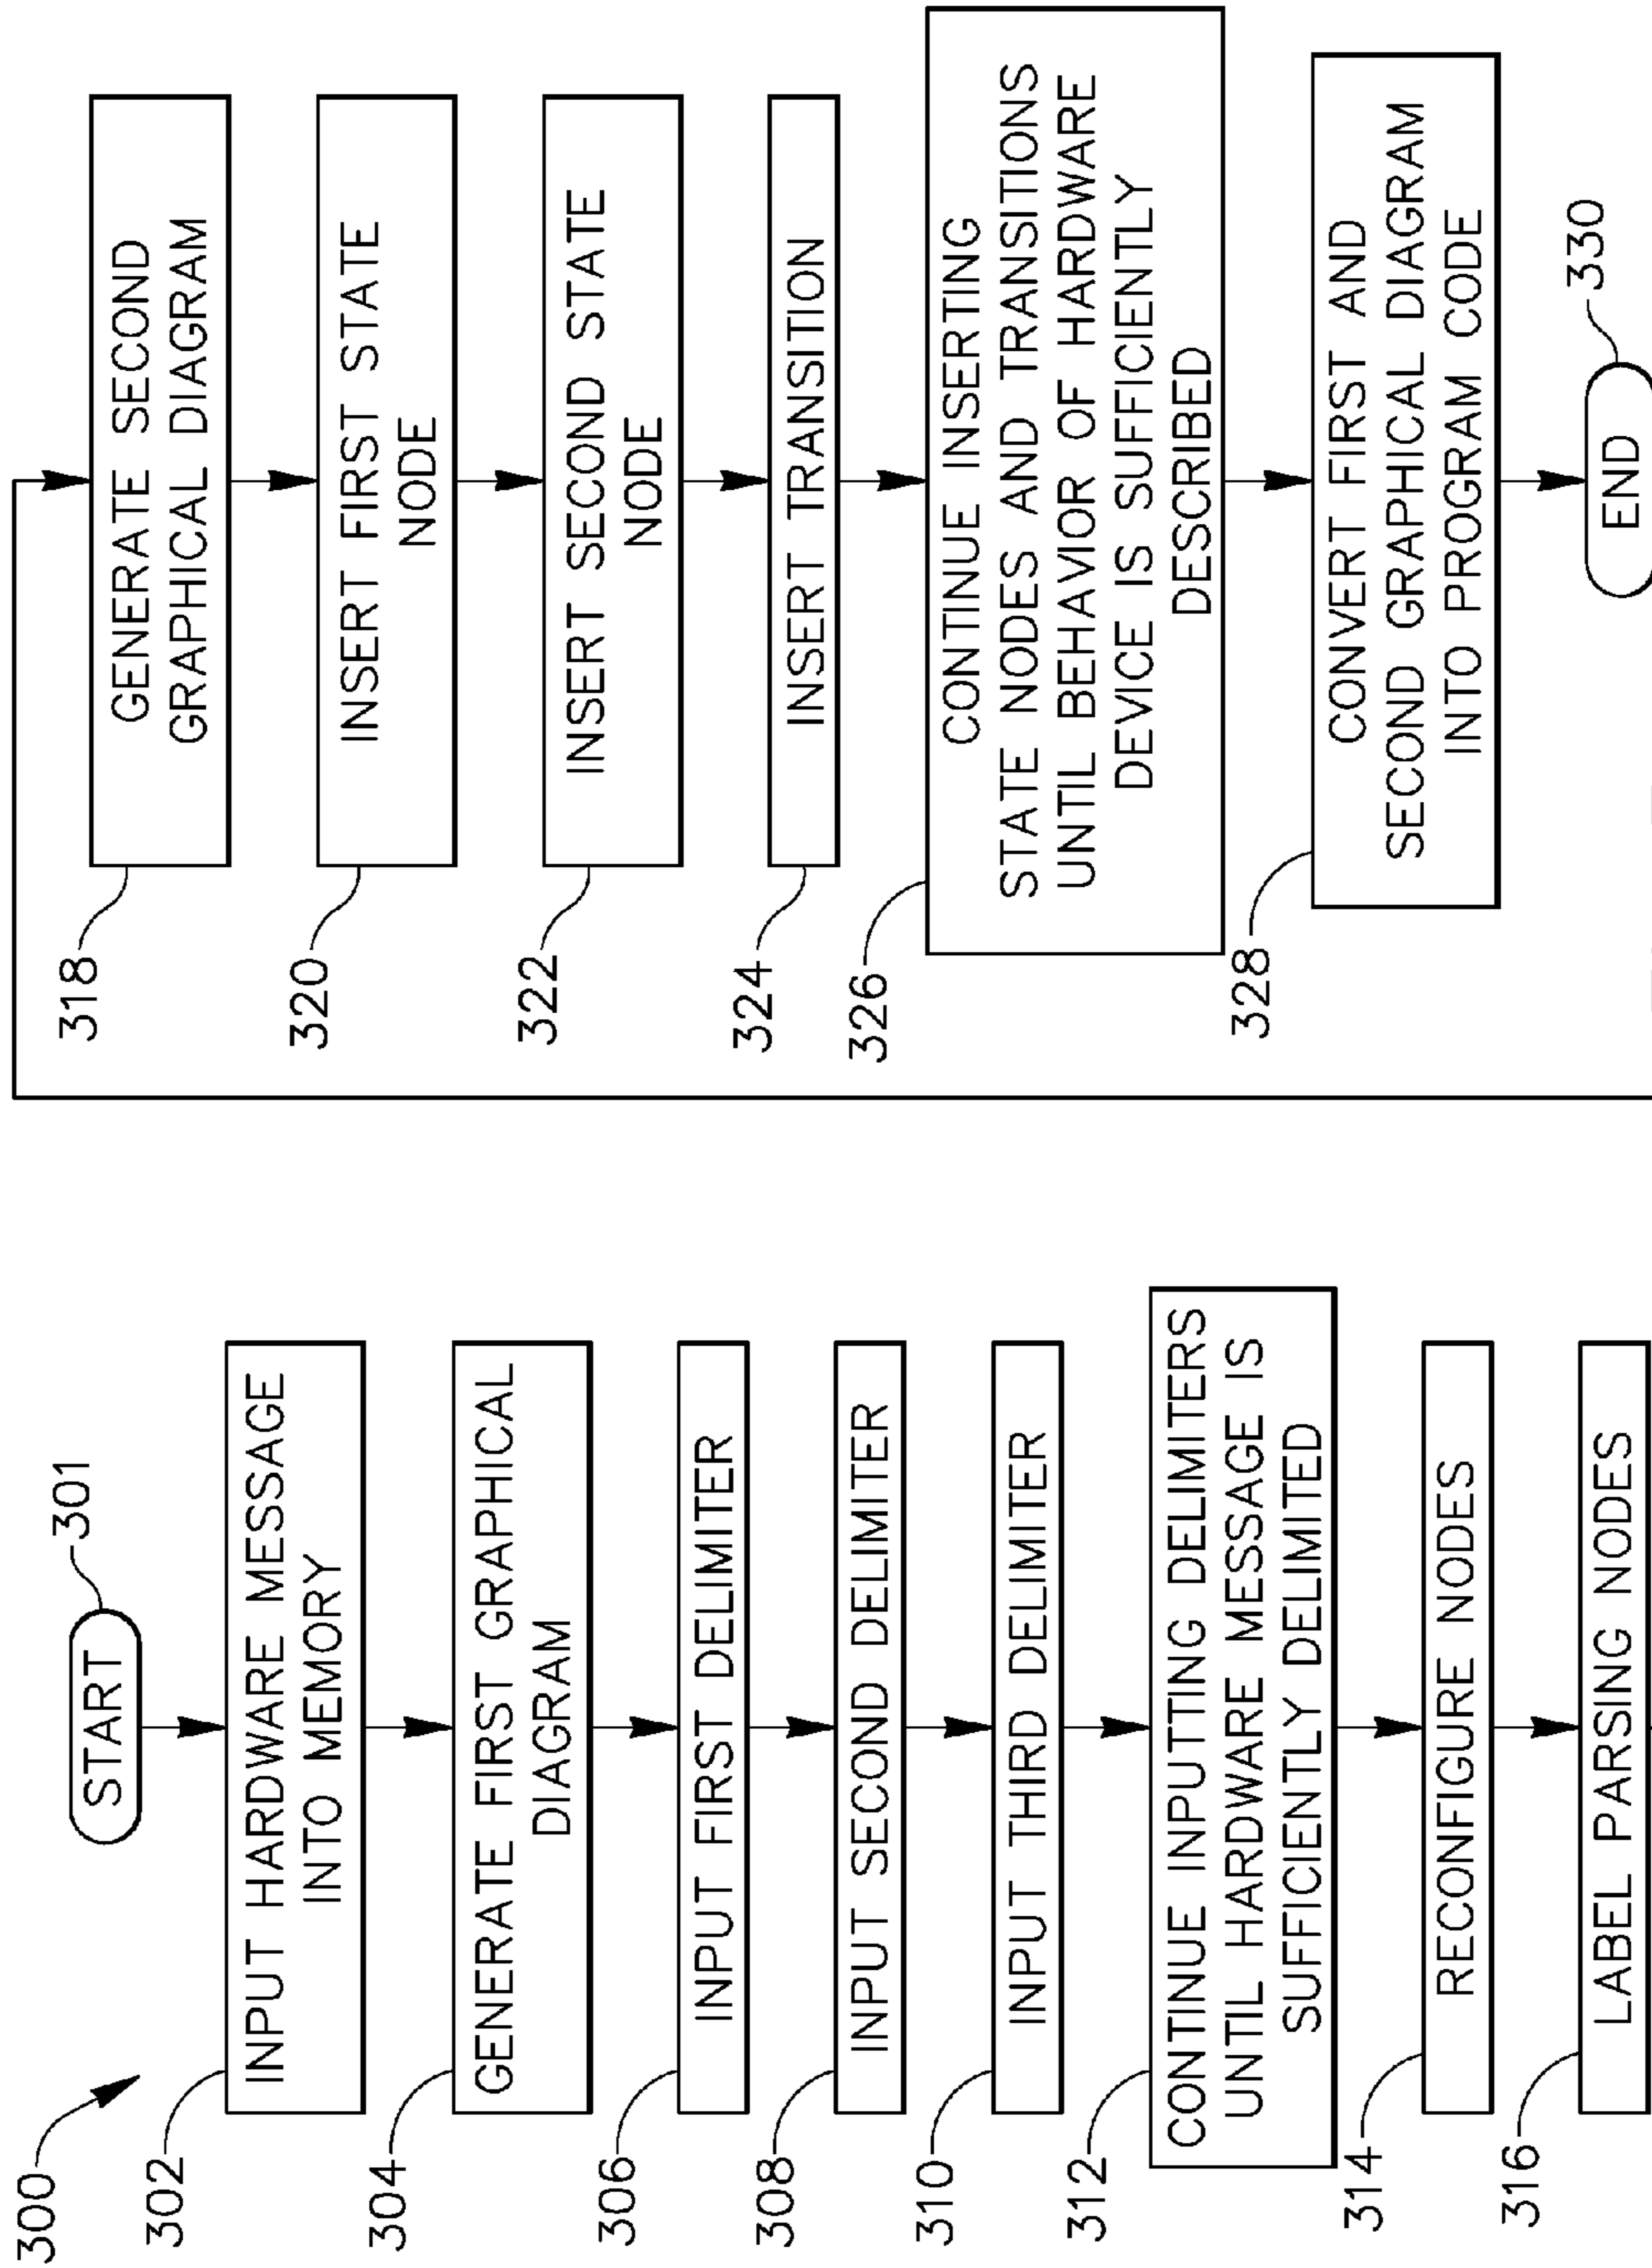 300
START
301
302
INPUT HARDWARE MESSAGE
INTO MEMORY
304
GENERATE FIRST GRAPHICAL
DIAGRAM
306
INPUT FIRST DELIMITER
308
INPUT SECOND DELIMITER
310
INPUT THIRD DELIMITER
312
CONTINUE INPUTING DELIMITERS
UNTIL HARDWARE MESSAGE IS
SUFFICIENTLY DELIMITED
314
RECONFIGURE NODES
316
LABEL PARSING NODES
318
GENERATE SECOND
GRAPHICAL DIAGRAM
320
INSERT FIRST STATE
NODE
322
INSERT SECOND STATE
NODE
324
INSERT TRANSITION
326
CONTINUE INSERTING
STATE NODES AND TRANSITIONS
UNTIL BEHAVIOR OF HARDWARE
DEVICE IS SUFFICIENTLY
DESCRIBED
328
CONVERT FIRST AND
SECOND GRAPHICAL DIAGRAM
INTO PROGRAM CODE
END
330